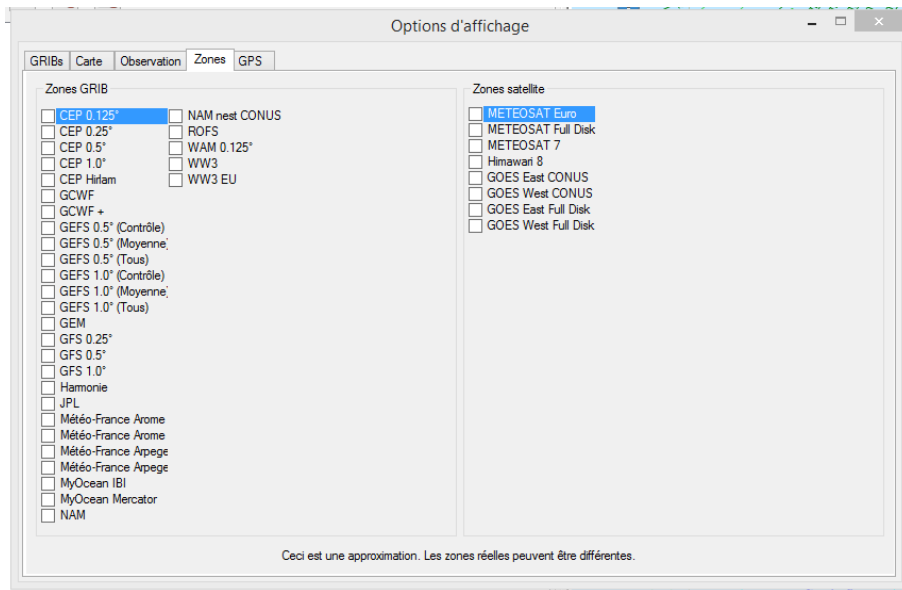 Options d'affichage
GRIBs Carte Observation Zones GPS
Zones GRIB
CEP 0.125°
CEP 0.25°
CEP 0.5°
CEP 1.0°
CEP Hirlam
GCWF
GCWF +
GEFS 0.5° (Contrôle)
GEFS 0.5° (Moyenne)
GEFS 0.5° (Tous)
GEFS 1.0° (Contrôle)
GEFS 1.0° (Moyenne)
GEFS 1.0° (Tous)
GEM
GFS 0.25°
GFS 0.5°
GFS 1.0°
Harmonie
JPL
Météo-France Arome
Météo-France Arome
Météo-France Arpege
Météo-France Arpege
MyOcean IBI
MyOcean Mercator
NAM
NAM nest CONUS
ROFS
WAM 0.125°
WW3
WW3 EU
Zones satellite
METEOSAT Euro
METEOSAT Full Disk
METEOSAT 7
Himawari 8
GOES East CONUS
GOES West CONUS
GOES East Full Disk
GOES West Full Disk
Ceci est une approximation. Les zones réelles peuvent être différentes.